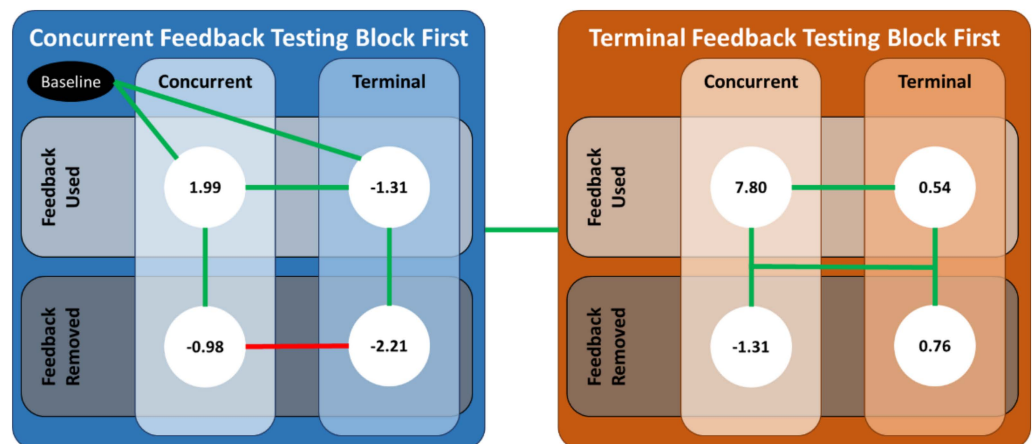 Concurrent Feedback Testing Block First
Baseline
Concurrent
Terminal
Feedback
Used
1.99
-1.31
Feedback
Removed
-0.98
-2.21
Terminal Feedback Testing Block First
Concurrent
Terminal
Feedback
Used
7.80
0.54
Feedback
Removed
-1.31
0.76